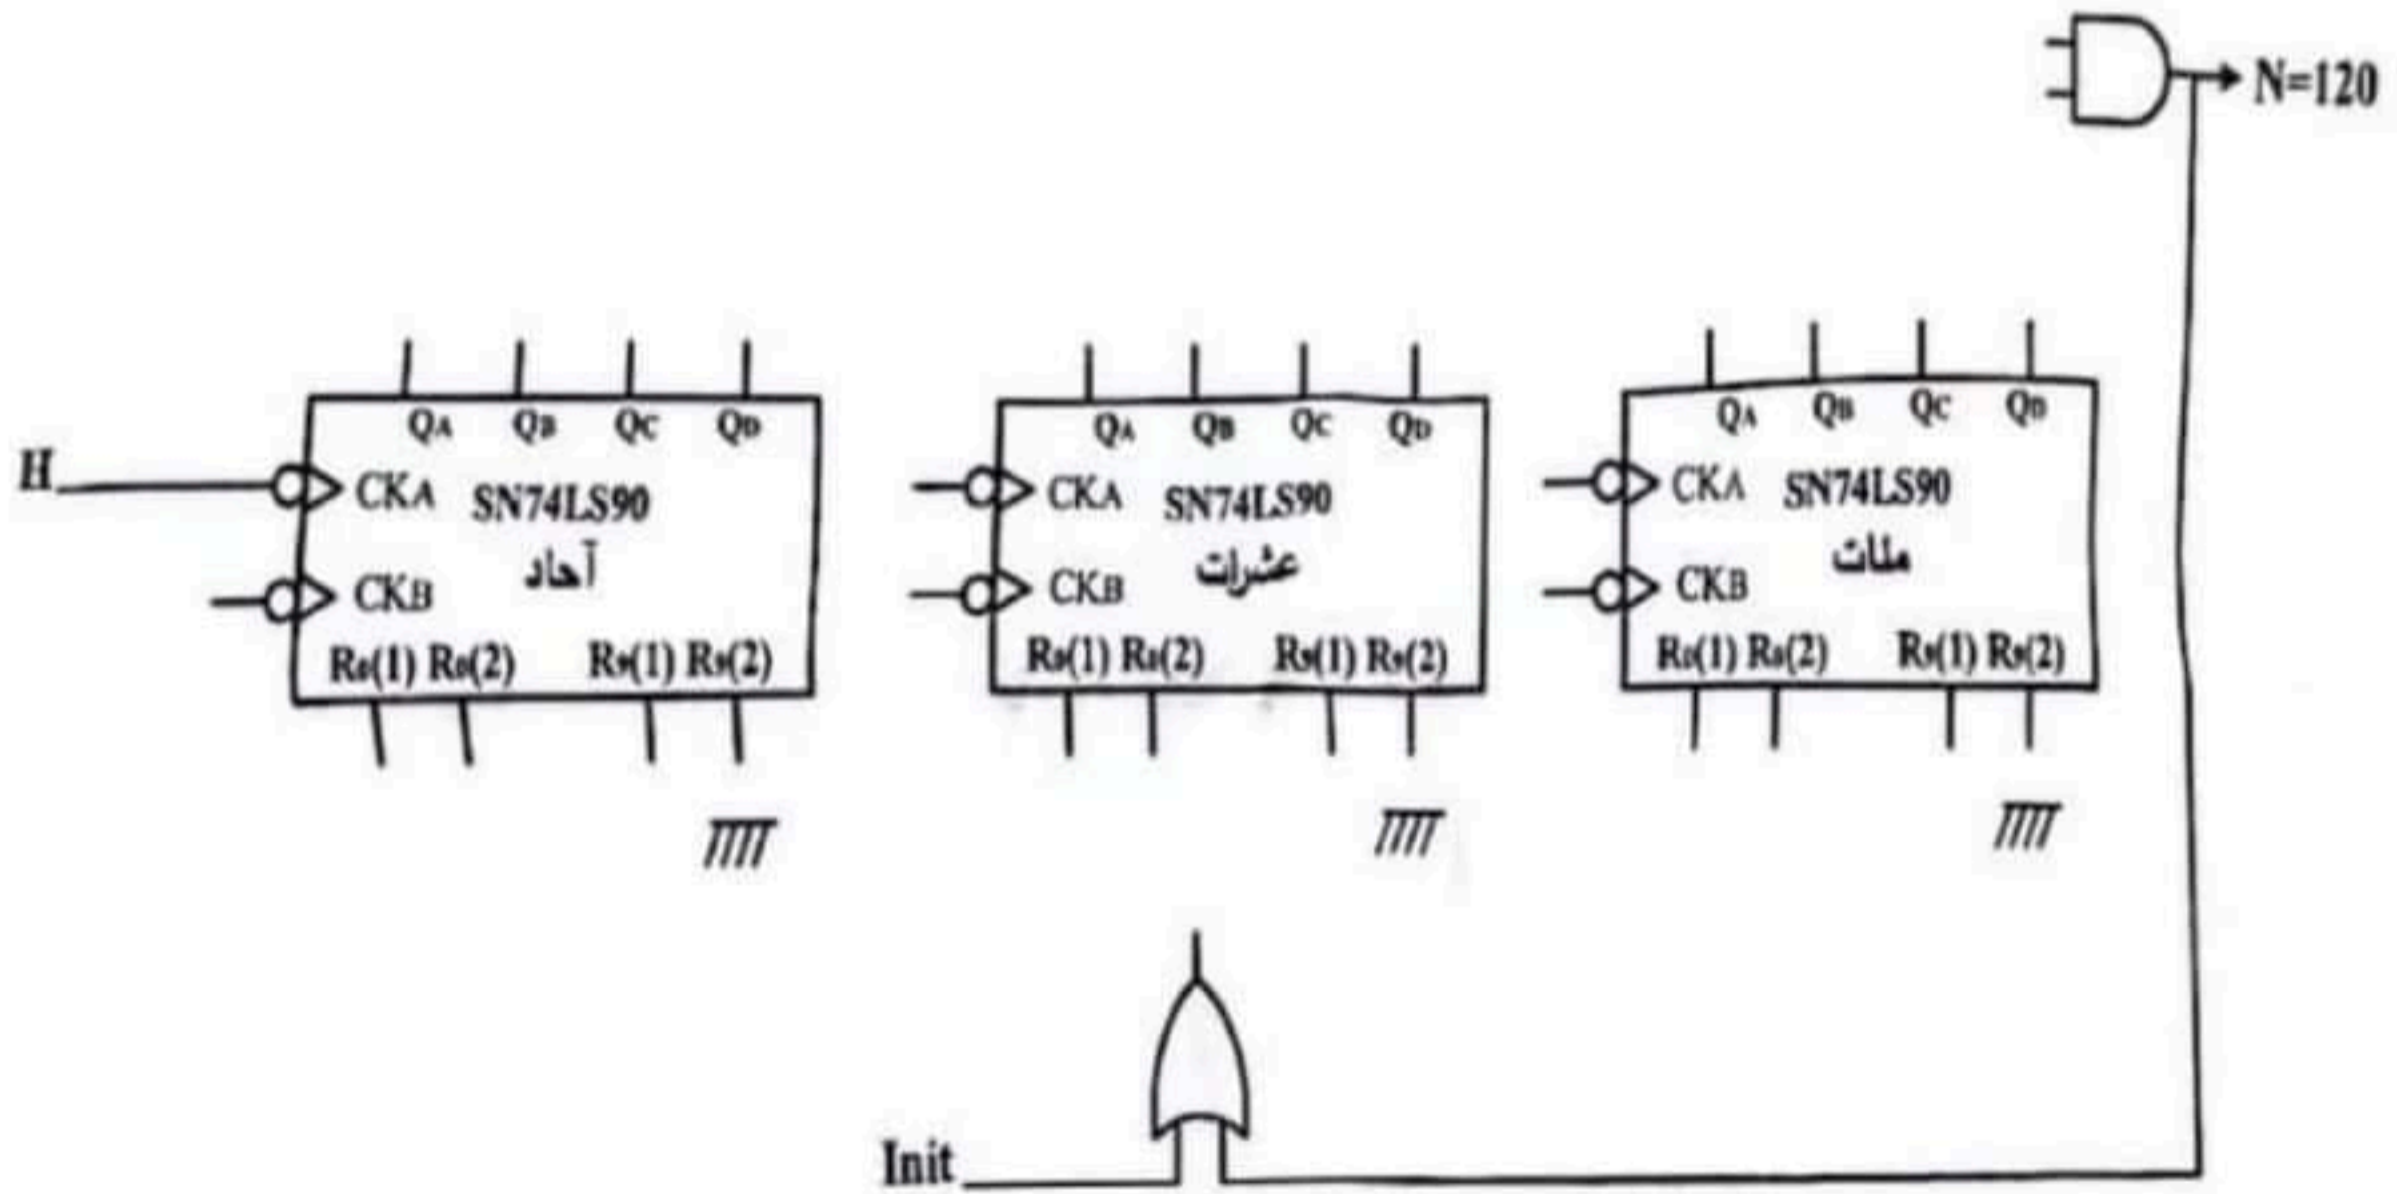 N=120
QA QB QC QD
QA QB QC QD
QA QB QC QD
H
CKA SN74LS90
آحاد
CKB
R0(1) R0(2) R9(1) R9(2)
CKA SN74LS90
عشرات
CKB
R0(1) R0(2) R9(1) R9(2)
CKA SN74LS90
مئات
CKB
R0(1) R0(2) R9(1) R9(2)
Init